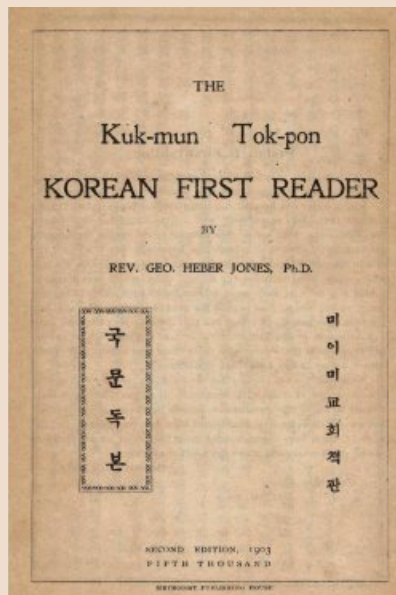 THE
Kuk-mun Tok-pon
KOREAN FIRST READER
BY
REV. GEO. HEBER JONES, Ph.D.
국문독본
미이미교회책판
SECOND EDITION, 1903
FIFTH THOUSAND
METHODIST PUBLISHING HOUSE